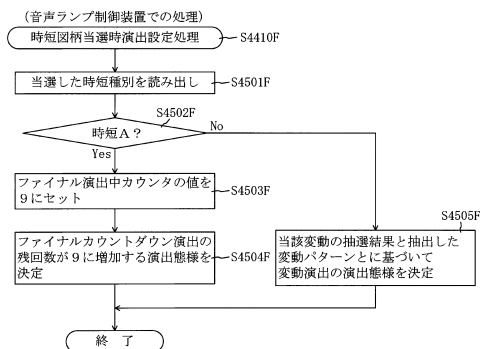 （音声ランプ制御装置での処理）
時短図柄当選時演出設定処理
S4410F
当選した時短種別を読み出し
S4501F
S4502F
時短A？
No
Yes
ファイナル演出中カウンタの値を
9にセット
S4503F
S4505F
ファイナルカウントダウン演出の
残回数が9に増加する演出態様を
決定
S4504F
当該変動の抽選結果と抽出した
変動パターンとに基づいて
変動演出の演出態様を決定
終 了